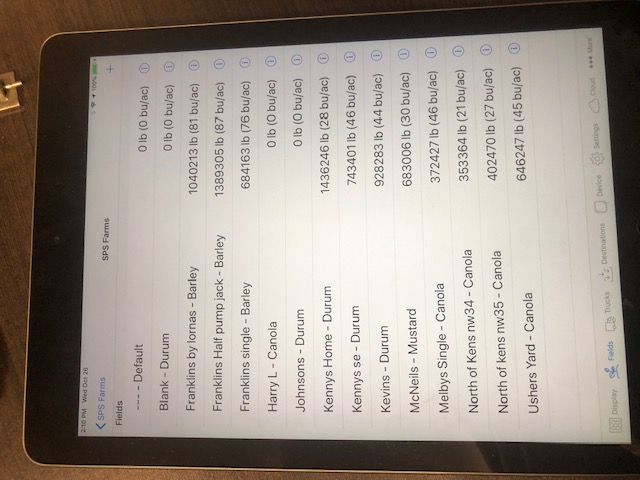 2:10 PM Wed Oct 26 100%
SPS Farms SPS Farms +
Fields
---- - Default 0 lb (0 bu/ac)
Blank - Durum 0 lb (0 bu/ac)
Franklins by lornas - Barley 1040213 lb (81 bu/ac)
Franklins Half pump jack - Barley 1389305 lb (87 bu/ac)
Franklins single - Barley 684163 lb (76 bu/ac)
Harry L - Canola 0 lb (0 bu/ac)
Johnsons - Durum 0 lb (0 bu/ac)
Kennys Home - Durum 1436246 lb (28 bu/ac)
Kennys se - Durum 743401 lb (46 bu/ac)
Kevins - Durum 928283 lb (44 bu/ac)
McNeils - Mustard 683006 lb (30 bu/ac)
Melbys Single - Canola 372427 lb (46 bu/ac)
North of Kens nw34 - Canola 353364 lb (21 bu/ac)
North of kens nw35 - Canola 402470 lb (27 bu/ac)
Ushers Yard - Canola 646247 lb (45 bu/ac)
Display Fields Trucks Destinations Device Settings Cloud More